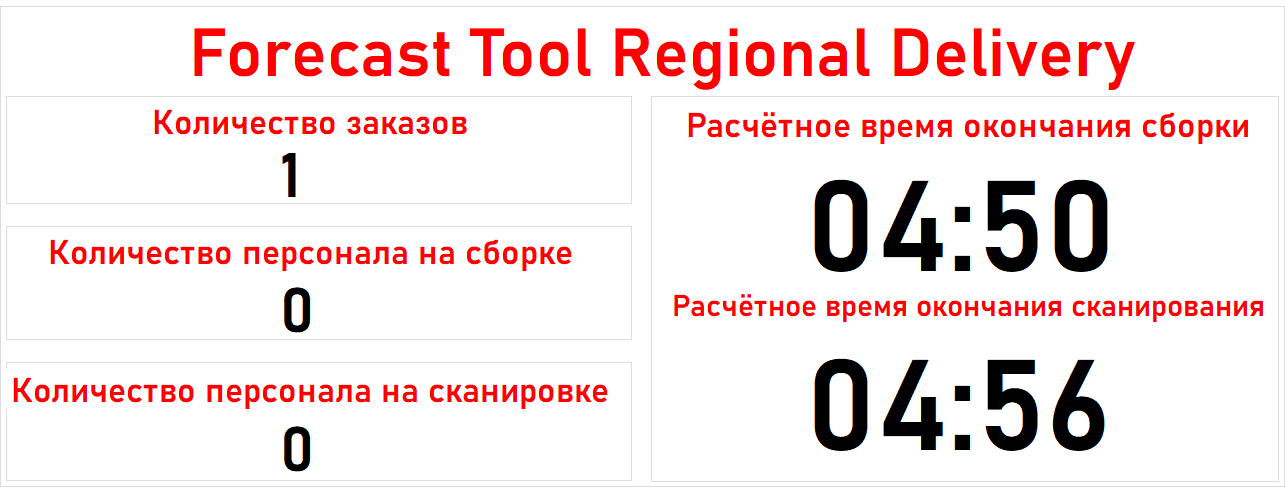 Forecast Tool Regional Delivery
Количество заказов
1
Количество персонала на сборке
0
Количество персонала на сканировке
0
Расчётное время окончания сборки
04:50
Расчётное время окончания сканирования
04:56